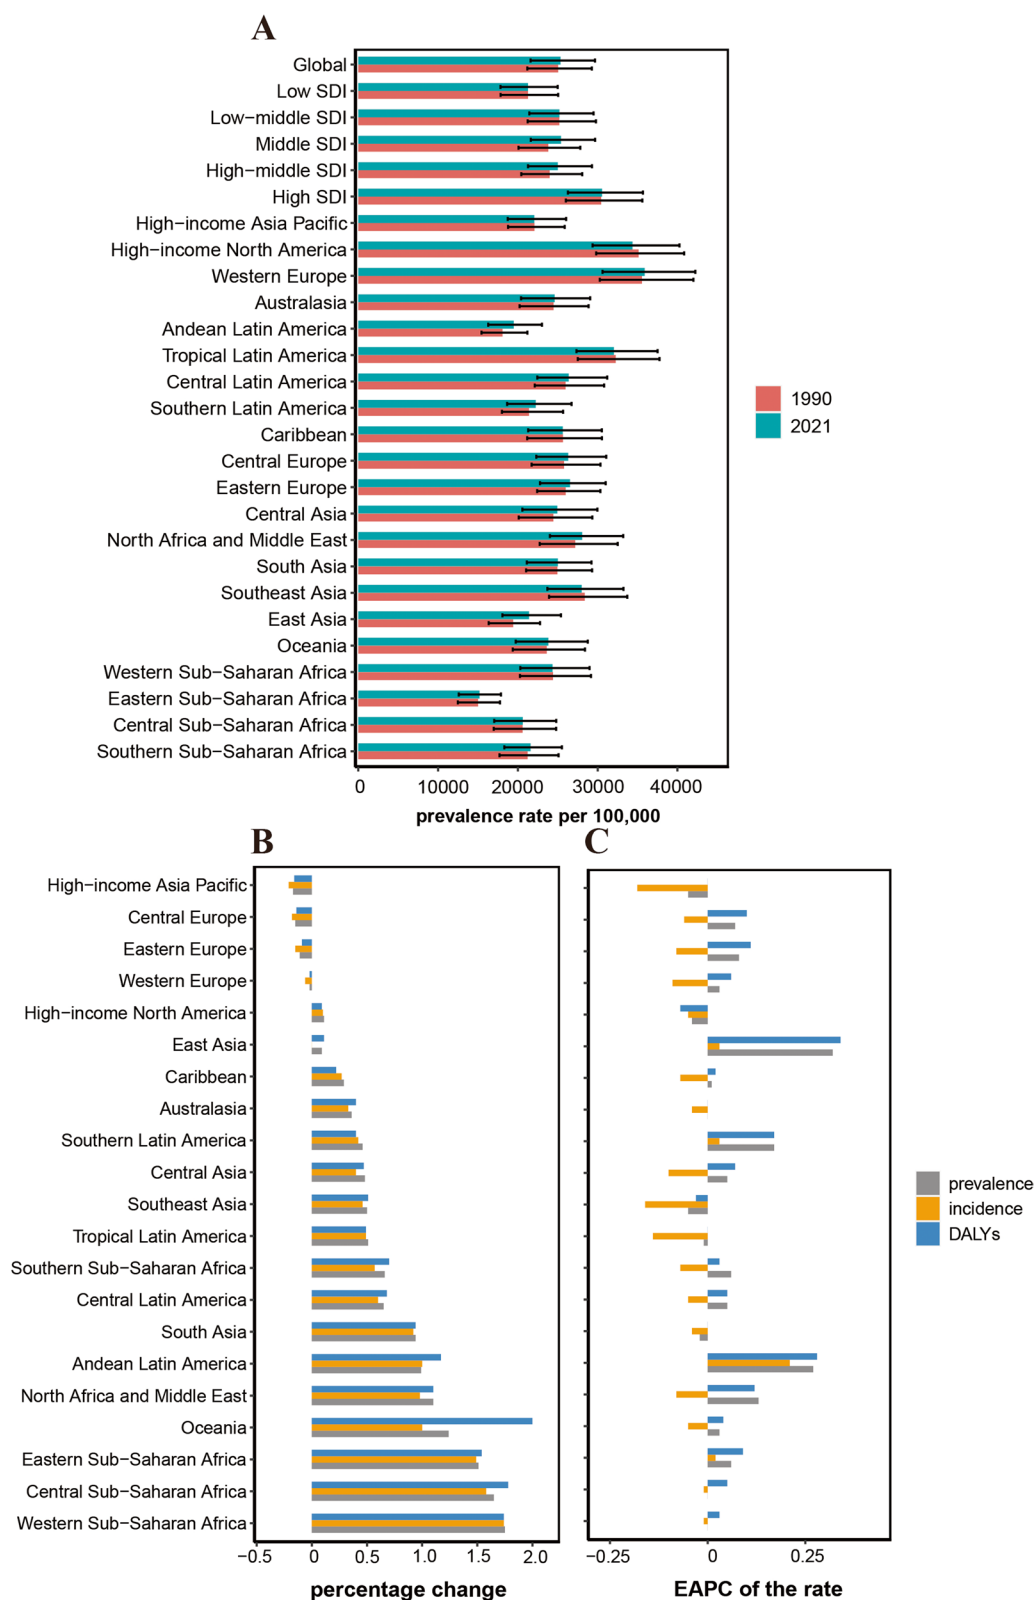 A
Global
Low SDI
Low−middle SDI
Middle SDI
High−middle SDI
High SDI
High−income Asia Pacific
High−income North America
Western Europe
Australasia
Andean Latin America
Tropical Latin America
Central Latin America
Southern Latin America
Caribbean
Central Europe
Eastern Europe
Central Asia
North Africa and Middle East
South Asia
Southeast Asia
East Asia
Oceania
Western Sub−Saharan Africa
Eastern Sub−Saharan Africa
Central Sub−Saharan Africa
Southern Sub−Saharan Africa
0 10000 20000 30000 40000
prevalence rate per 100,000
1990
2021
B
High−income Asia Pacific
Central Europe
Eastern Europe
Western Europe
High−income North America
East Asia
Caribbean
Australasia
Southern Latin America
Central Asia
Southeast Asia
Tropical Latin America
Southern Sub−Saharan Africa
Central Latin America
South Asia
Andean Latin America
North Africa and Middle East
Oceania
Eastern Sub−Saharan Africa
Central Sub−Saharan Africa
Western Sub−Saharan Africa
−0.5 0 0.5 1.0 1.5 2.0
percentage change
C
−0.25 0 0.25
EAPC of the rate
prevalence
incidence
DALYs